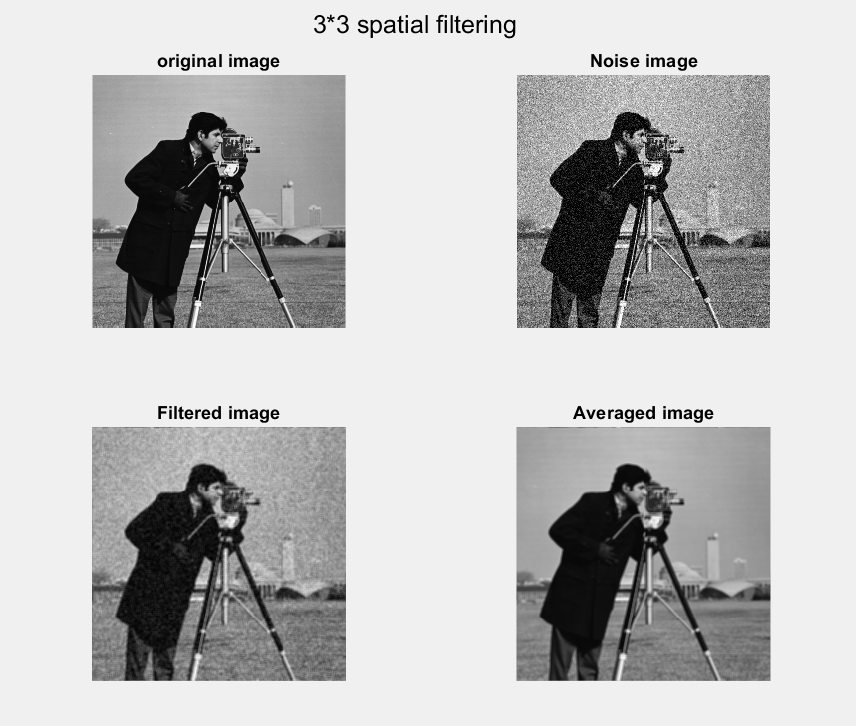 3*3 spatial filtering
original image
Noise image
Filtered image
Averaged image